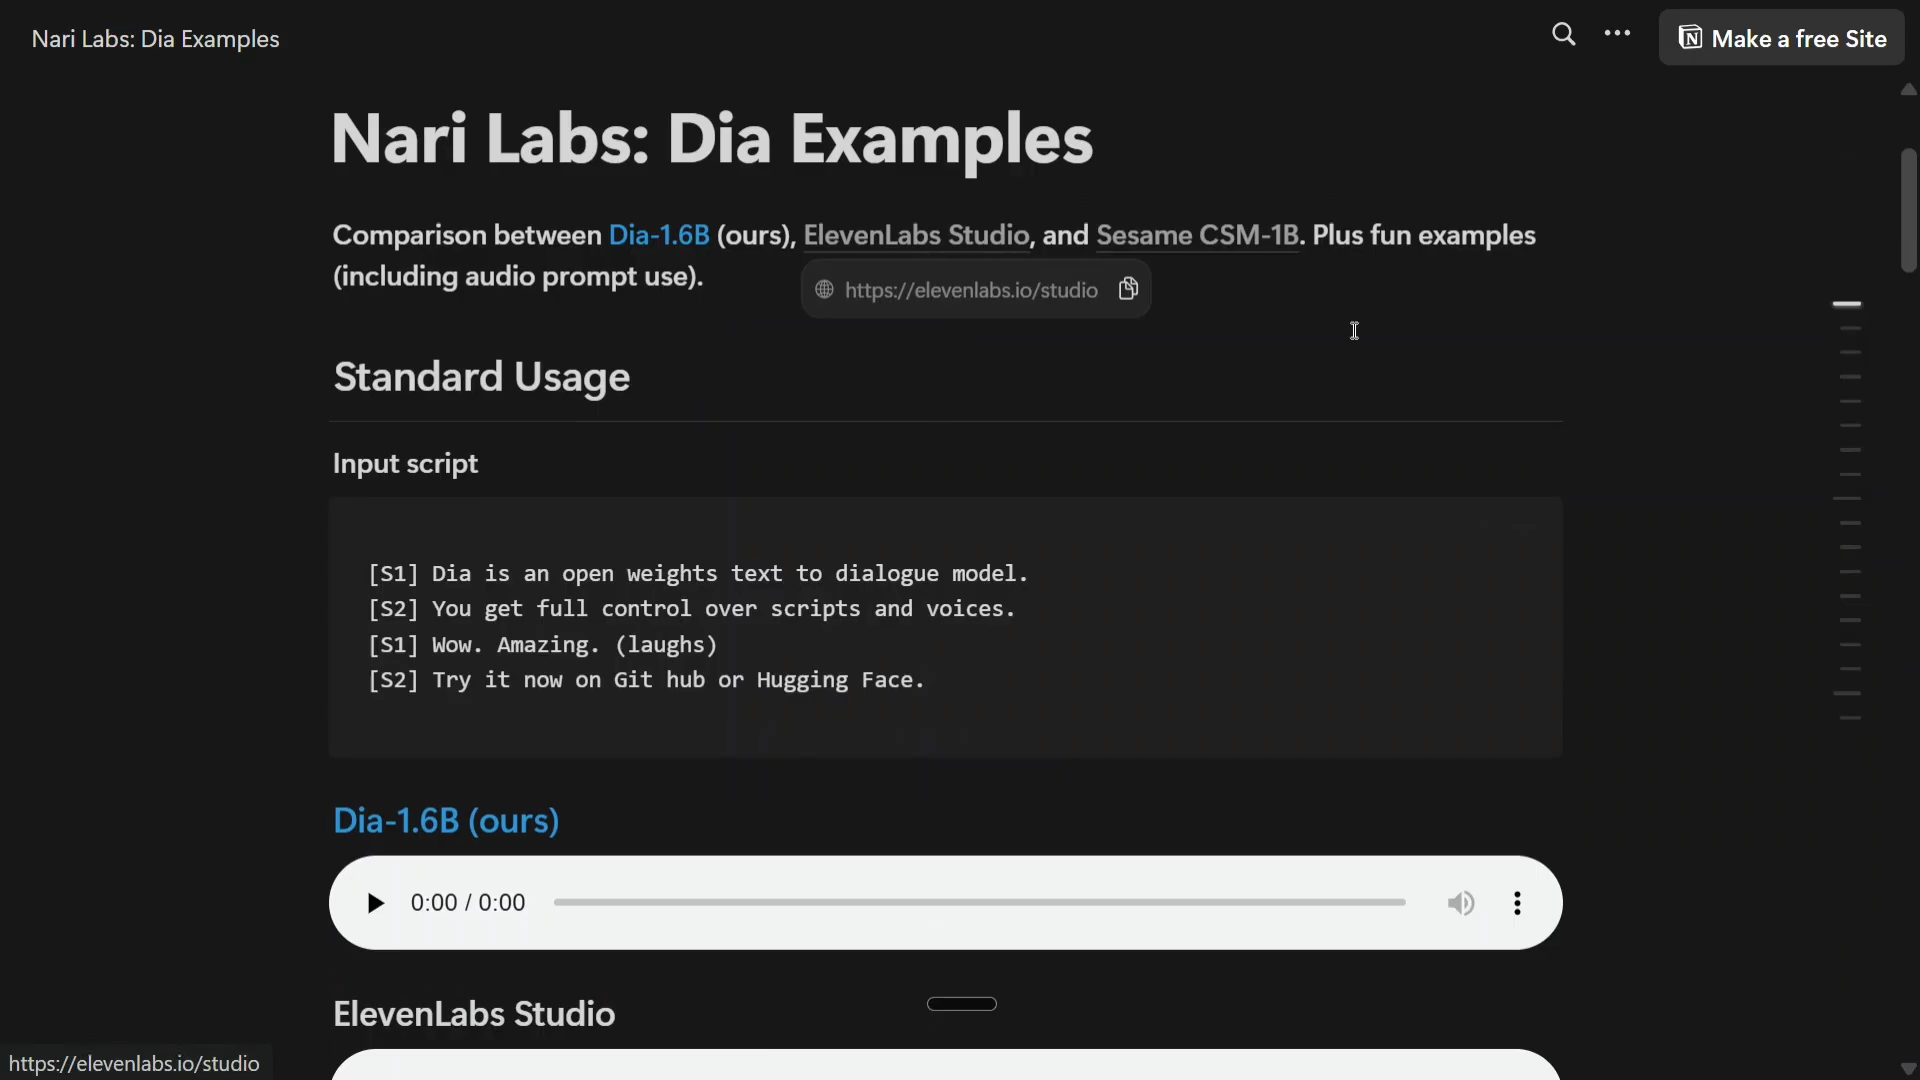 Nari Labs: Dia Examples
Make a free Site
Nari Labs: Dia Examples
Comparison between Dia-1.6B (ours), ElevenLabs Studio, and Sesame CSM-1B. Plus fun examples
(including audio prompt use).
https://elevenlabs.io/studio
Standard Usage
Input script
[S1] Dia is an open weights text to dialogue model.
[S2] You get full control over scripts and voices.
[S1] Wow. Amazing. (laughs)
[S2] Try it now on Git hub or Hugging Face.
Dia-1.6B (ours)
0:00 / 0:00
ElevenLabs Studio
https://elevenlabs.io/studio